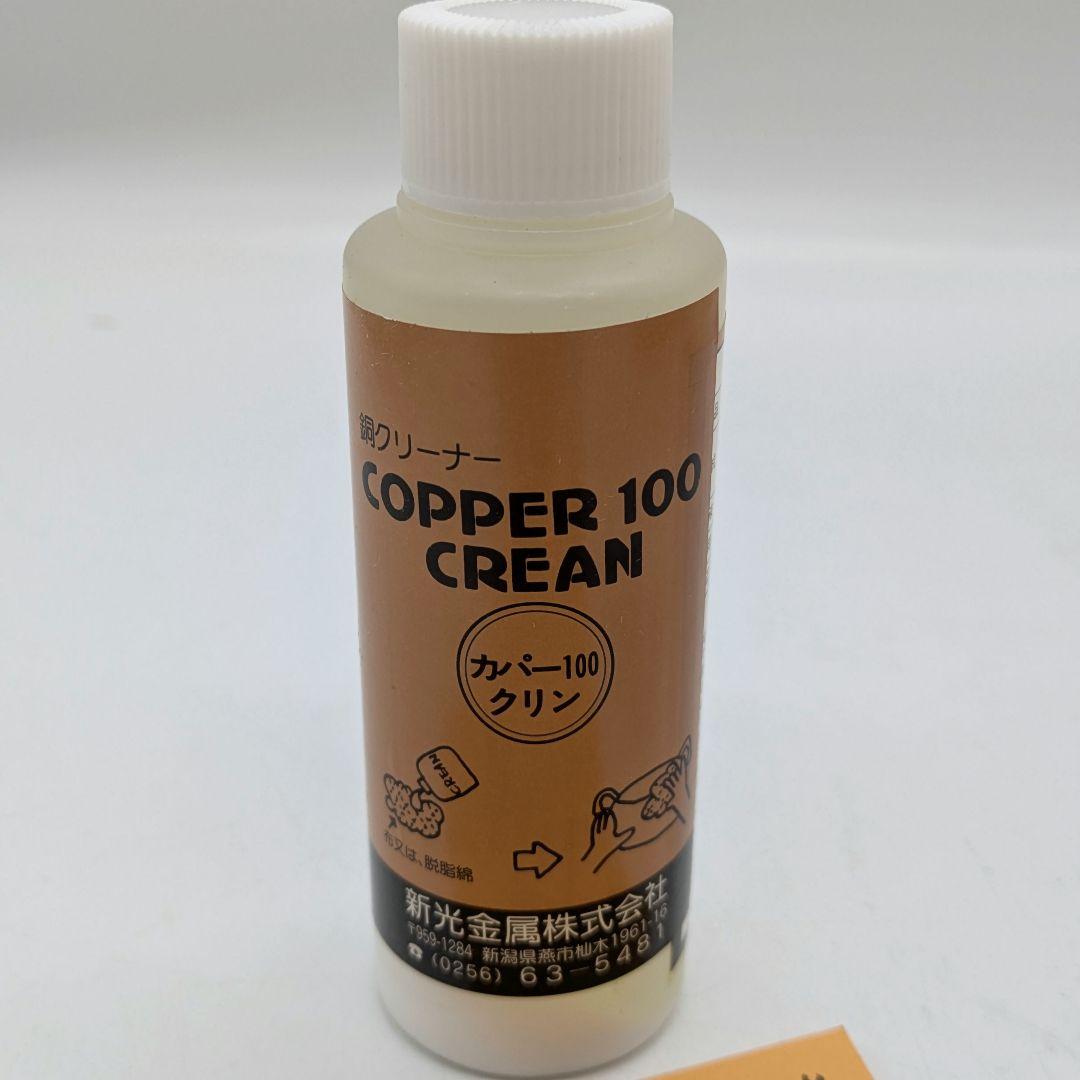 銅クリーナー
COPPER 100
CREAN
カパー100
クリン
CREAN
布又は、脱脂綿
新光金属株式会社
〒959-1284 新潟県燕市杣木1961-16
☎ (0256) 63-5481